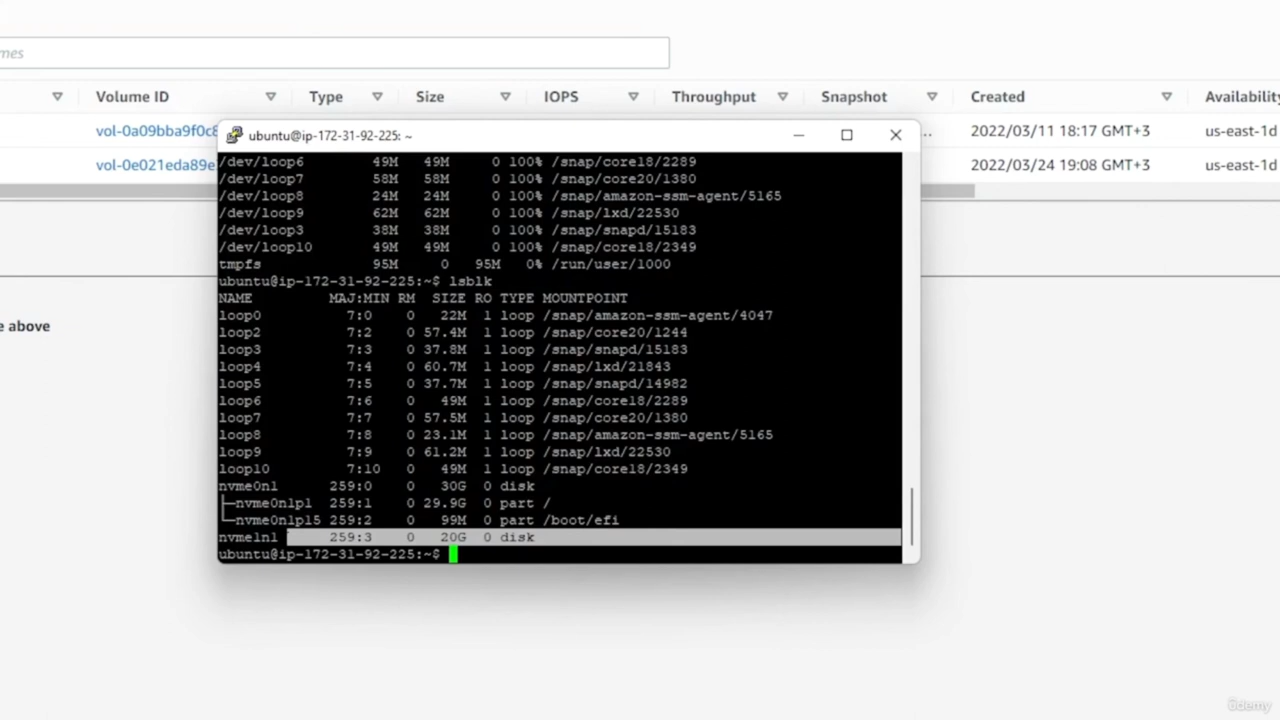 mes
Volume ID Type Size IOPS Throughput Snapshot Created Availability
vol-0a09bba9f0c8 ... 2022/03/11 18:17 GMT+3 us-east-1d
vol-0e021eda89e 2022/03/24 19:08 GMT+3 us-east-1d
e above
ubuntu@ip-172-31-92-225: ~
/dev/loop6 49M 49M 0 100% /snap/core18/2289
/dev/loop7 58M 58M 0 100% /snap/core20/1380
/dev/loop8 24M 24M 0 100% /snap/amazon-ssm-agent/5165
/dev/loop9 62M 62M 0 100% /snap/lxd/22530
/dev/loop3 38M 38M 0 100% /snap/snapd/15183
/dev/loop10 49M 49M 0 100% /snap/core18/2349
tmpfs 95M 0 95M 0% /run/user/1000
ubuntu@ip-172-31-92-225:~$ lsblk
NAME MAJ:MIN RM SIZE RO TYPE MOUNTPOINT
loop0 7:0 0 22M 1 loop /snap/amazon-ssm-agent/4047
loop2 7:2 0 57.4M 1 loop /snap/core20/1244
loop3 7:3 0 37.8M 1 loop /snap/snapd/15183
loop4 7:4 0 60.7M 1 loop /snap/lxd/21843
loop5 7:5 0 37.7M 1 loop /snap/snapd/14982
loop6 7:6 0 49M 1 loop /snap/core18/2289
loop7 7:7 0 57.5M 1 loop /snap/core20/1380
loop8 7:8 0 23.1M 1 loop /snap/amazon-ssm-agent/5165
loop9 7:9 0 61.2M 1 loop /snap/lxd/22530
loop10 7:10 0 49M 1 loop /snap/core18/2349
nvme0n1 259:0 0 30G 0 disk
├─nvme0n1p1 259:1 0 29.9G 0 part /
└─nvme0n1p15 259:2 0 99M 0 part /boot/efi
nvme1n1 259:3 0 20G 0 disk
ubuntu@ip-172-31-92-225:~$
ûdemy